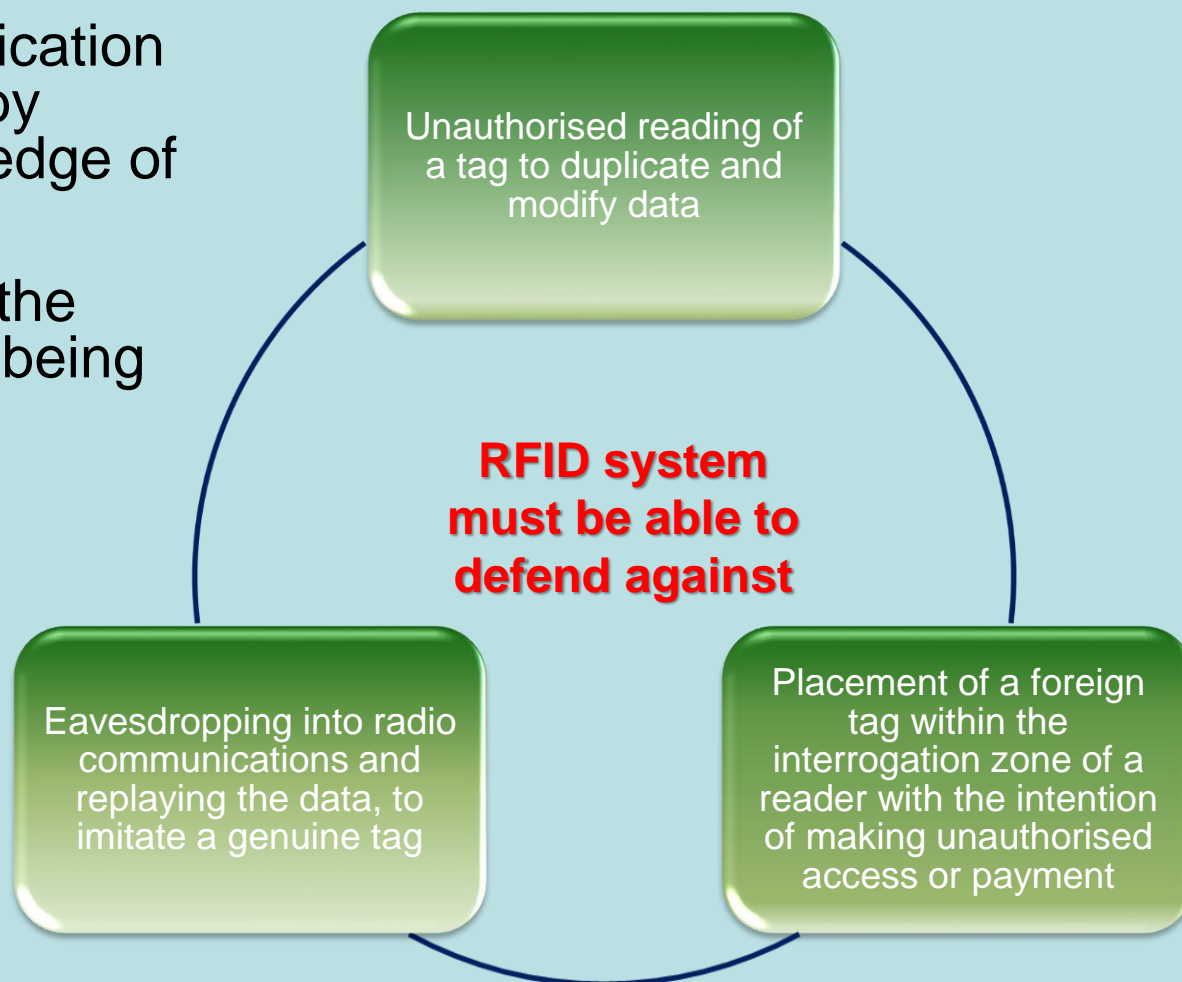 ication
by
edge of
the
being
Unauthorised reading of
a tag to duplicate and
modify data
RFID system
must be able to
defend against
Eavesdropping into radio
communications and
replaying the data, to
imitate a genuine tag
Placement of a foreign
tag within the
interrogation zone of a
reader with the intention
of making unauthorised
access or payment